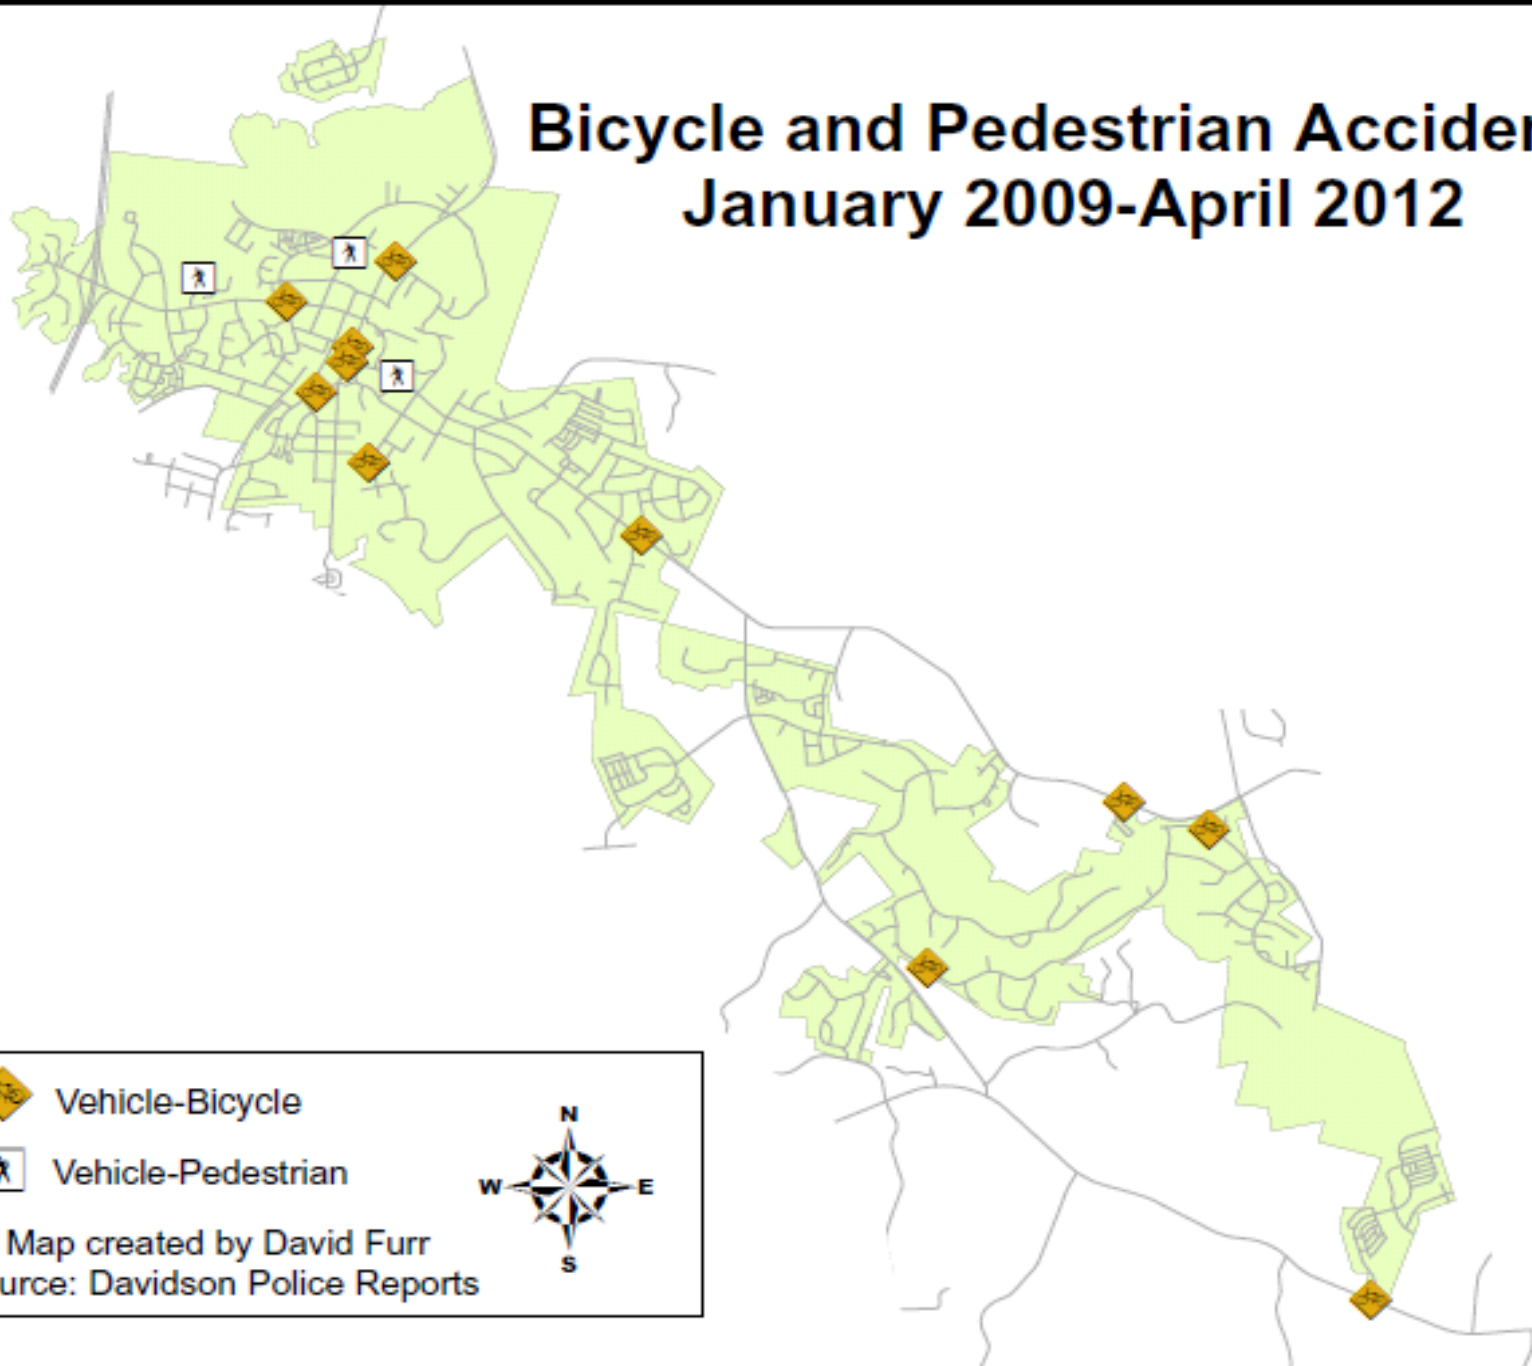 Bicycle and Pedestrian Acciden
January 2009-April 2012
Vehicle-Bicycle
Vehicle-Pedestrian
N
W
E
S
Map created by David Furr
urce: Davidson Police Reports